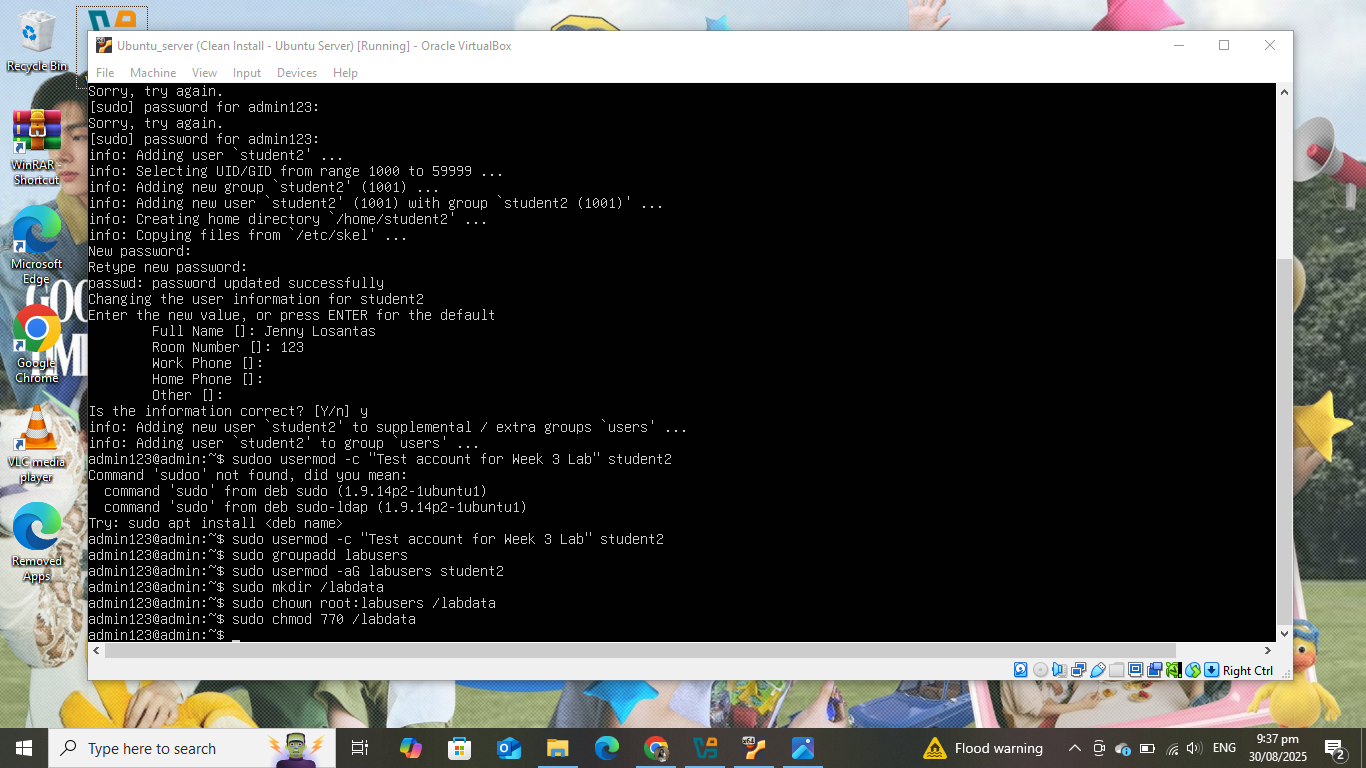 Recycle Bin
WinRAR -
Shortcut
Microsoft
Edge
GOO
TIME
Google
Chrome
VLC media
player
Removed
Apps
Ubuntu_server (Clean Install - Ubuntu Server) [Running] - Oracle VirtualBox
File Machine View Input Devices Help
Sorry, try again.
[sudo] password for admin123:
Sorry, try again.
[sudo] password for admin123:
info: Adding user `student2' ...
info: Selecting UID/GID from range 1000 to 59999 ...
info: Adding new group `student2' (1001) ...
info: Adding new user `student2' (1001) with group `student2 (1001)' ...
info: Creating home directory `/home/student2' ...
info: Copying files from `/etc/skel' ...
New password:
Retype new password:
passwd: password updated successfully
Changing the user information for student2
Enter the new value, or press ENTER for the default
Full Name []: Jenny Losantas
Room Number []: 123
Work Phone []:
Home Phone []:
Other []:
Is the information correct? [Y/n] y
info: Adding new user `student2' to supplemental / extra groups `users' ...
info: Adding user `student2' to group `users' ...
admin123@admin:~$ sudoo usermod -c "Test account for Week 3 Lab" student2
Command 'sudoo' not found, did you mean:
command 'sudo' from deb sudo (1.9.14p2-1ubuntu1)
command 'sudo' from deb sudo-ldap (1.9.14p2-1ubuntu1)
Try: sudo apt install <deb name>
admin123@admin:~$ sudo usermod -c "Test account for Week 3 Lab" student2
admin123@admin:~$ sudo groupadd labusers
admin123@admin:~$ sudo usermod -aG labusers student2
admin123@admin:~$ sudo mkdir /labdata
admin123@admin:~$ sudo chown root:labusers /labdata
admin123@admin:~$ sudo chmod 770 /labdata
admin123@admin:~$ _
Right Ctrl
Type here to search
x64
Flood warning
ENG
9:37 pm
30/08/2025
2